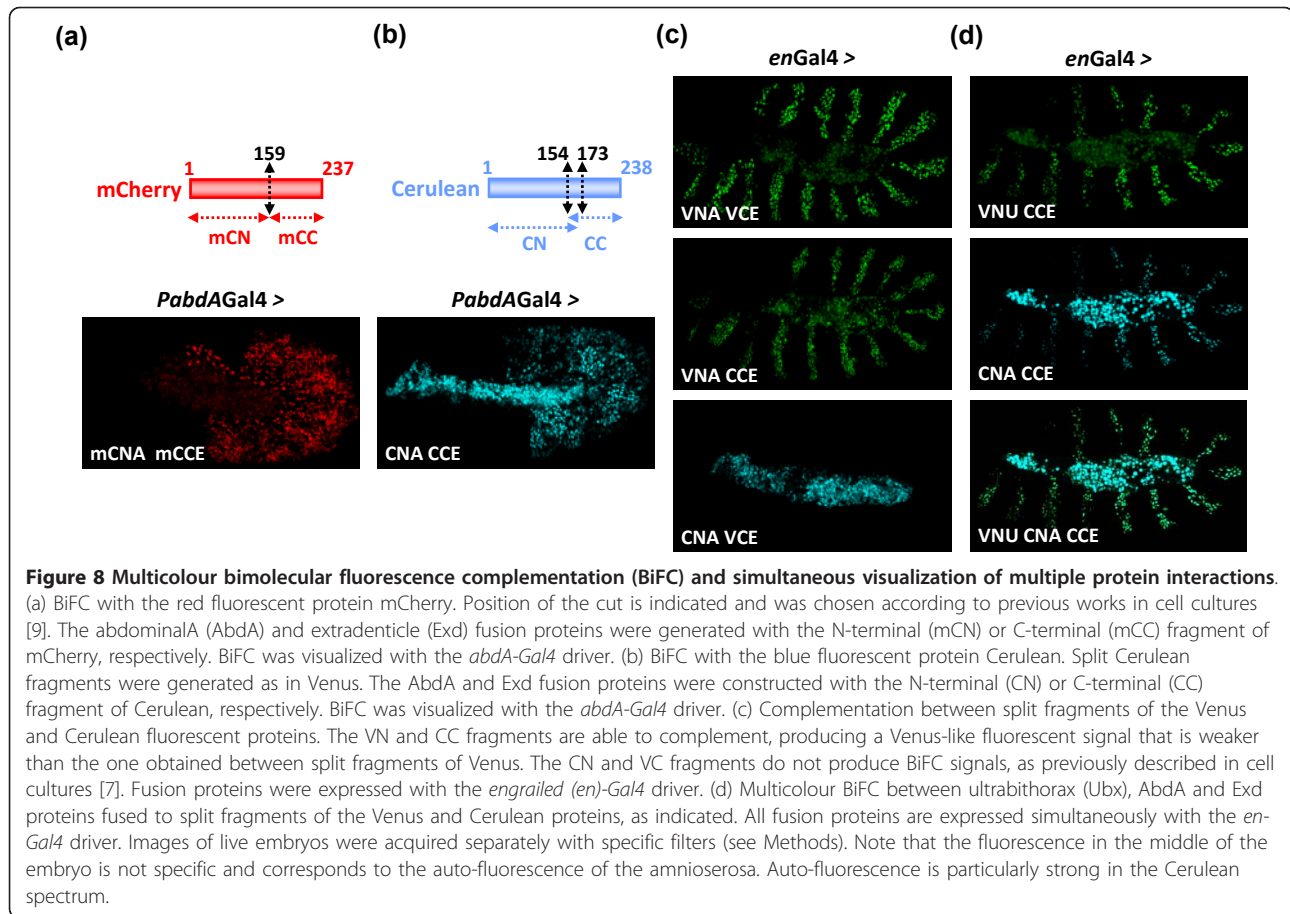 (a)
(b)
(c)
(d)
enGal4 >
enGal4 >
159
1
237
mCherry
mCN
mCC
154 173
1
238
Cerulean
CN
CC
PabdAGal4 >
PabdAGal4 >
mCNA mCCE
CNA CCE
VNA VCE
VNA CCE
CNA VCE
VNU CCE
CNA CCE
VNU CNA CCE
Figure 8 Multicolour bimolecular fluorescence complementation (BiFC) and simultaneous visualization of multiple protein interactions.
(a) BiFC with the red fluorescent protein mCherry. Position of the cut is indicated and was chosen according to previous works in cell cultures
[9]. The abdominalA (AbdA) and extradenticle (Exd) fusion proteins were generated with the N-terminal (mCN) or C-terminal (mCC) fragment of
mCherry, respectively. BiFC was visualized with the abdA-Gal4 driver. (b) BiFC with the blue fluorescent protein Cerulean. Split Cerulean
fragments were generated as in Venus. The AbdA and Exd fusion proteins were constructed with the N-terminal (CN) or C-terminal (CC)
fragment of Cerulean, respectively. BiFC was visualized with the abdA-Gal4 driver. (c) Complementation between split fragments of the Venus
and Cerulean fluorescent proteins. The VN and CC fragments are able to complement, producing a Venus-like fluorescent signal that is weaker
than the one obtained between split fragments of Venus. The CN and VC fragments do not produce BiFC signals, as previously described in cell
cultures [7]. Fusion proteins were expressed with the engrailed (en)-Gal4 driver. (d) Multicolour BiFC between ultrabithorax (Ubx), AbdA and Exd
proteins fused to split fragments of the Venus and Cerulean proteins, as indicated. All fusion proteins are expressed simultaneously with the en-
Gal4 driver. Images of live embryos were acquired separately with specific filters (see Methods). Note that the fluorescence in the middle of the
embryo is not specific and corresponds to the auto-fluorescence of the amnioserosa. Auto-fluorescence is particularly strong in the Cerulean
spectrum.